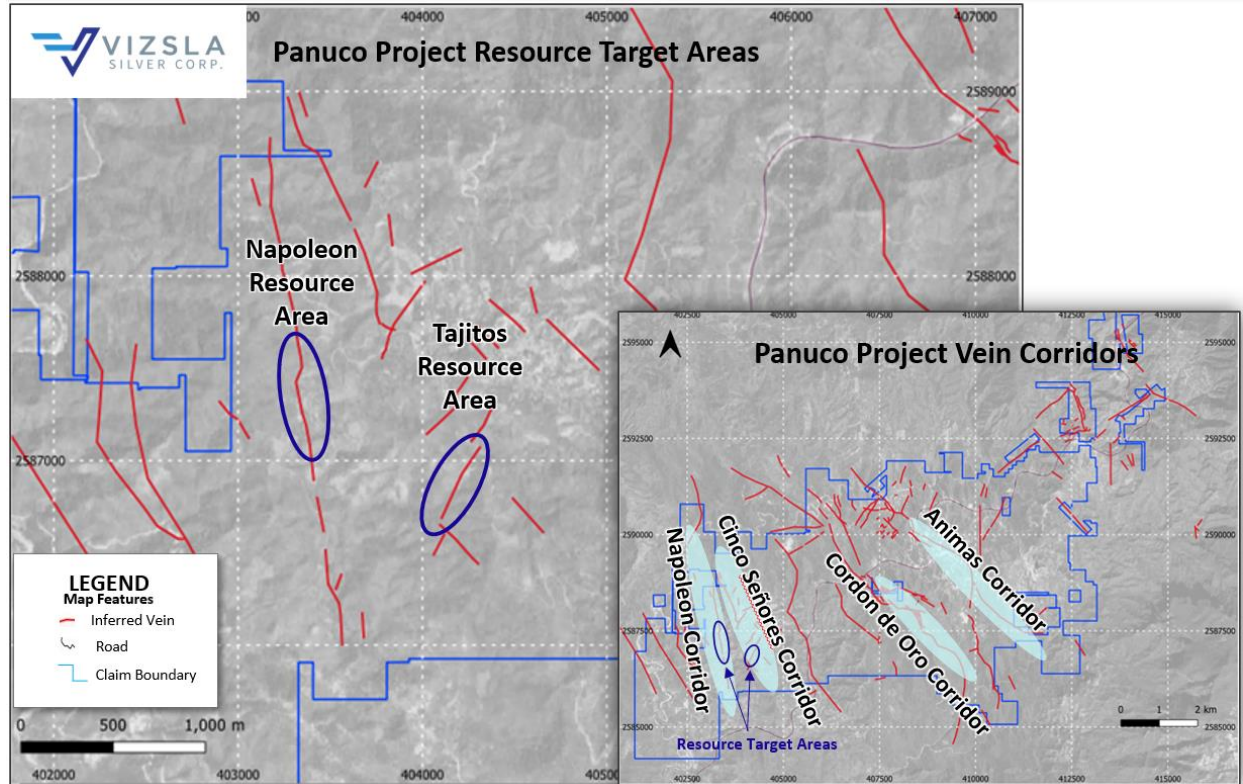 VIZSLA
SILVER CORP.
Panuco Project Resource Target Areas
404000
405000
406000
407000
2589000
2589000
2588000
2588000
2587000
Napoleon
Resource
Area
Tajitos
Resource
Area
LEGEND
Map Features
Inferred Vein
Road
Claim Boundary
0 500 1,000 m
402000
403000
404000
Panuco Project Vein Corridors
402500
405000
407500
410000
412500
415000
2595000
2595000
2592500
2592500
2590000
2590000
2587500
2587500
2585000
2585000
Napoleon Corridor
Cinco Señores Corridor
Cordon de Oro Corridor
Animas Corridor
Resource Target Areas
0 1 2 km
402500
405000
407500
410000
412500
415000